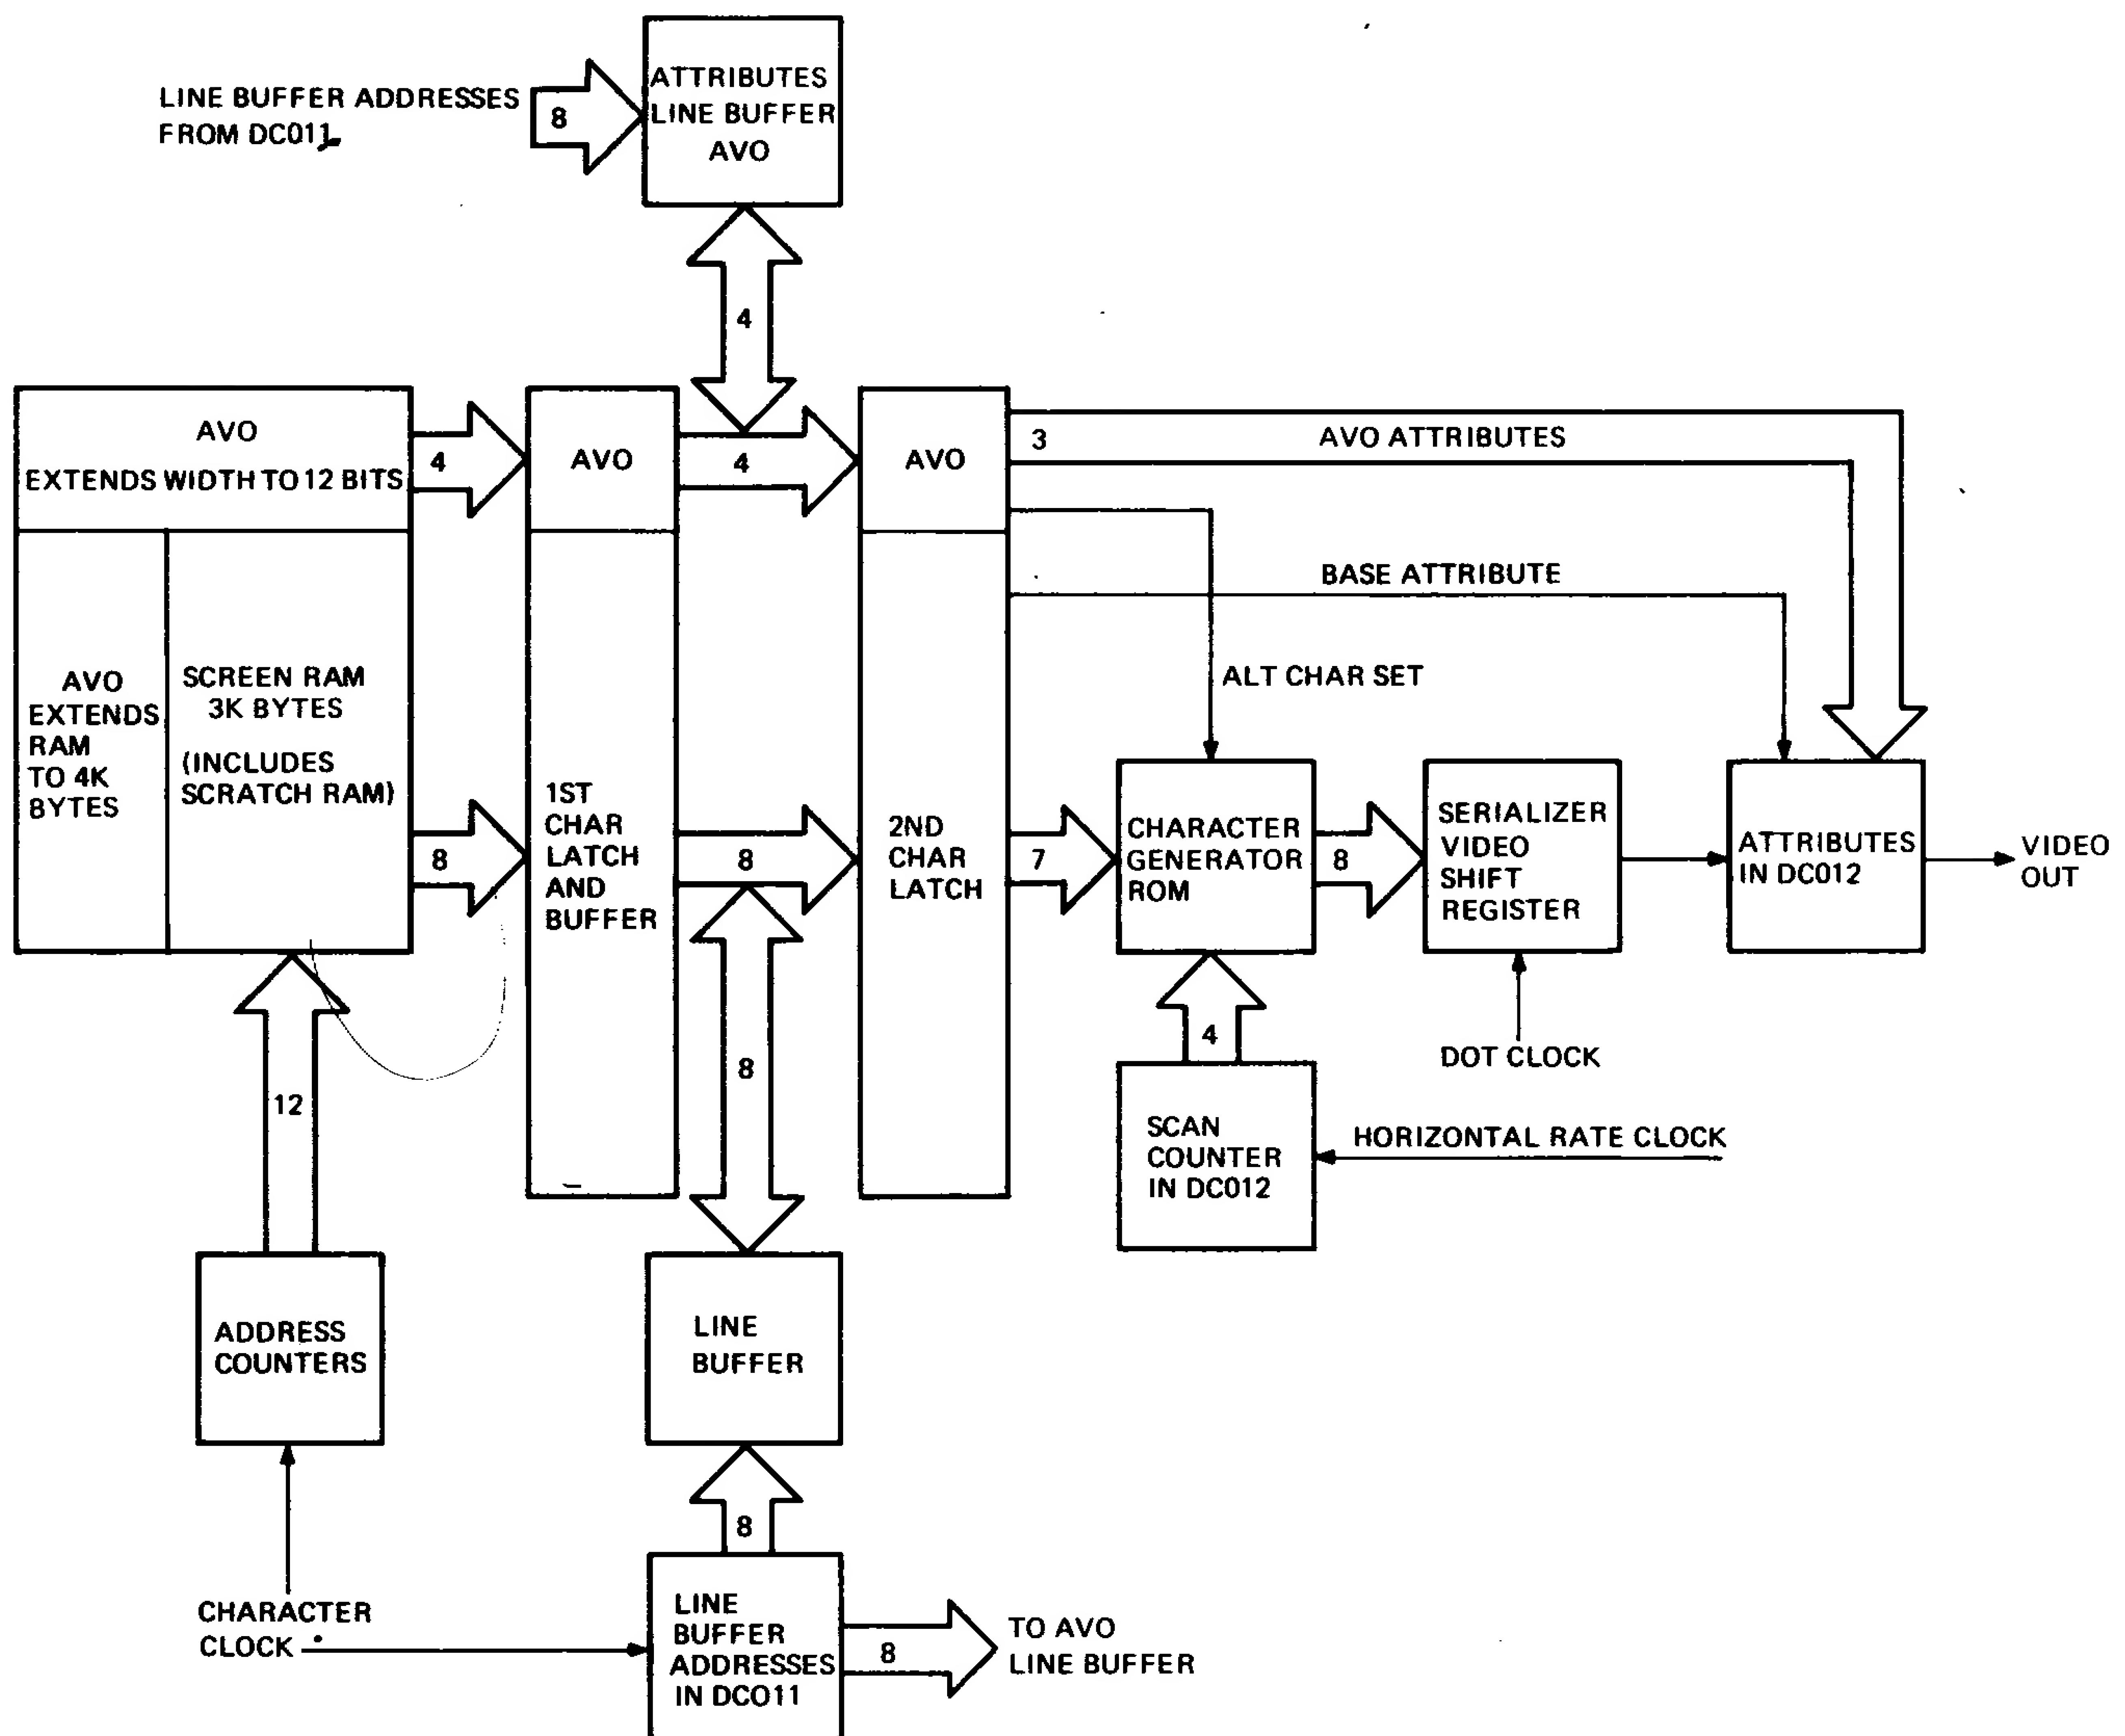 ATTRIBUTES
LINE BUFFER
AVO
LINE BUFFER ADDRESSES
FROM DC011
8
4
AVO
EXTENDS WIDTH TO 12 BITS
4
AVO
4
AVO
3
AVO ATTRIBUTES
BASE ATTRIBUTE
ALT CHAR SET
AVO
EXTENDS
RAM
TO 4K
BYTES
SCREEN RAM
3K BYTES
(INCLUDES
SCRATCH RAM)
8
1ST
CHAR
LATCH
AND
BUFFER
8
2ND
CHAR
LATCH
7
CHARACTER
GENERATOR
ROM
8
SERIALIZER
VIDEO
SHIFT
REGISTER
ATTRIBUTES
IN DC012
VIDEO
OUT
12
8
4
DOT CLOCK
SCAN
COUNTER
IN DC012
HORIZONTAL RATE CLOCK
ADDRESS
COUNTERS
LINE
BUFFER
8
CHARACTER
CLOCK
LINE
BUFFER
ADDRESSES
IN DC011
8
TO AVO
LINE BUFFER